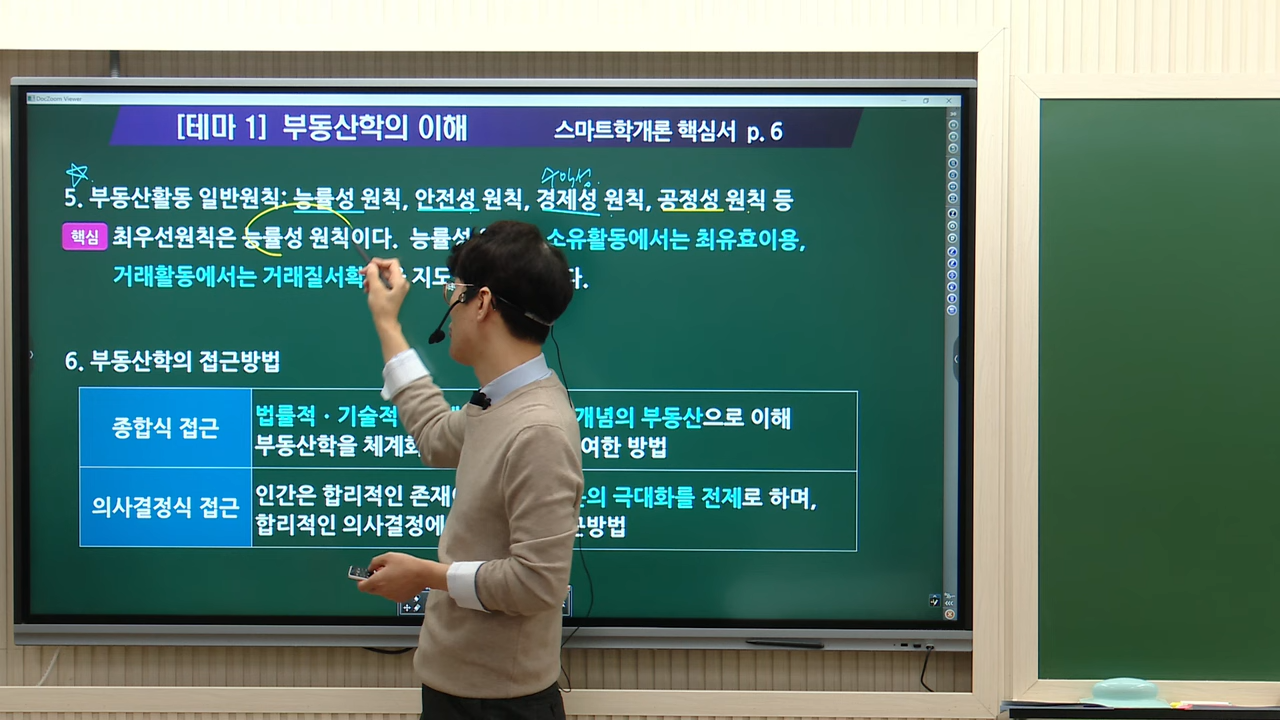 DocZoom Viewer
[테마 1] 부동산학의 이해 스마트학개론 핵심서 p. 6
수익성
5. 부동산활동 일반원칙: 능률성 원칙, 안전성 원칙, 경제성 원칙, 공정성 원칙 등
핵심 최우선원칙은 능률성 원칙이다. 능률성 소유활동에서는 최유효이용,
거래활동에서는 거래질서확 지도 다.
6. 부동산학의 접근방법
종합식 접근
법률적 · 기술적 개념의 부동산으로 이해
부동산학을 체계화 여한 방법
의사결정식 접근
인간은 합리적인 존재 의 극대화를 전제로 하며,
합리적인 의사결정에 근방법